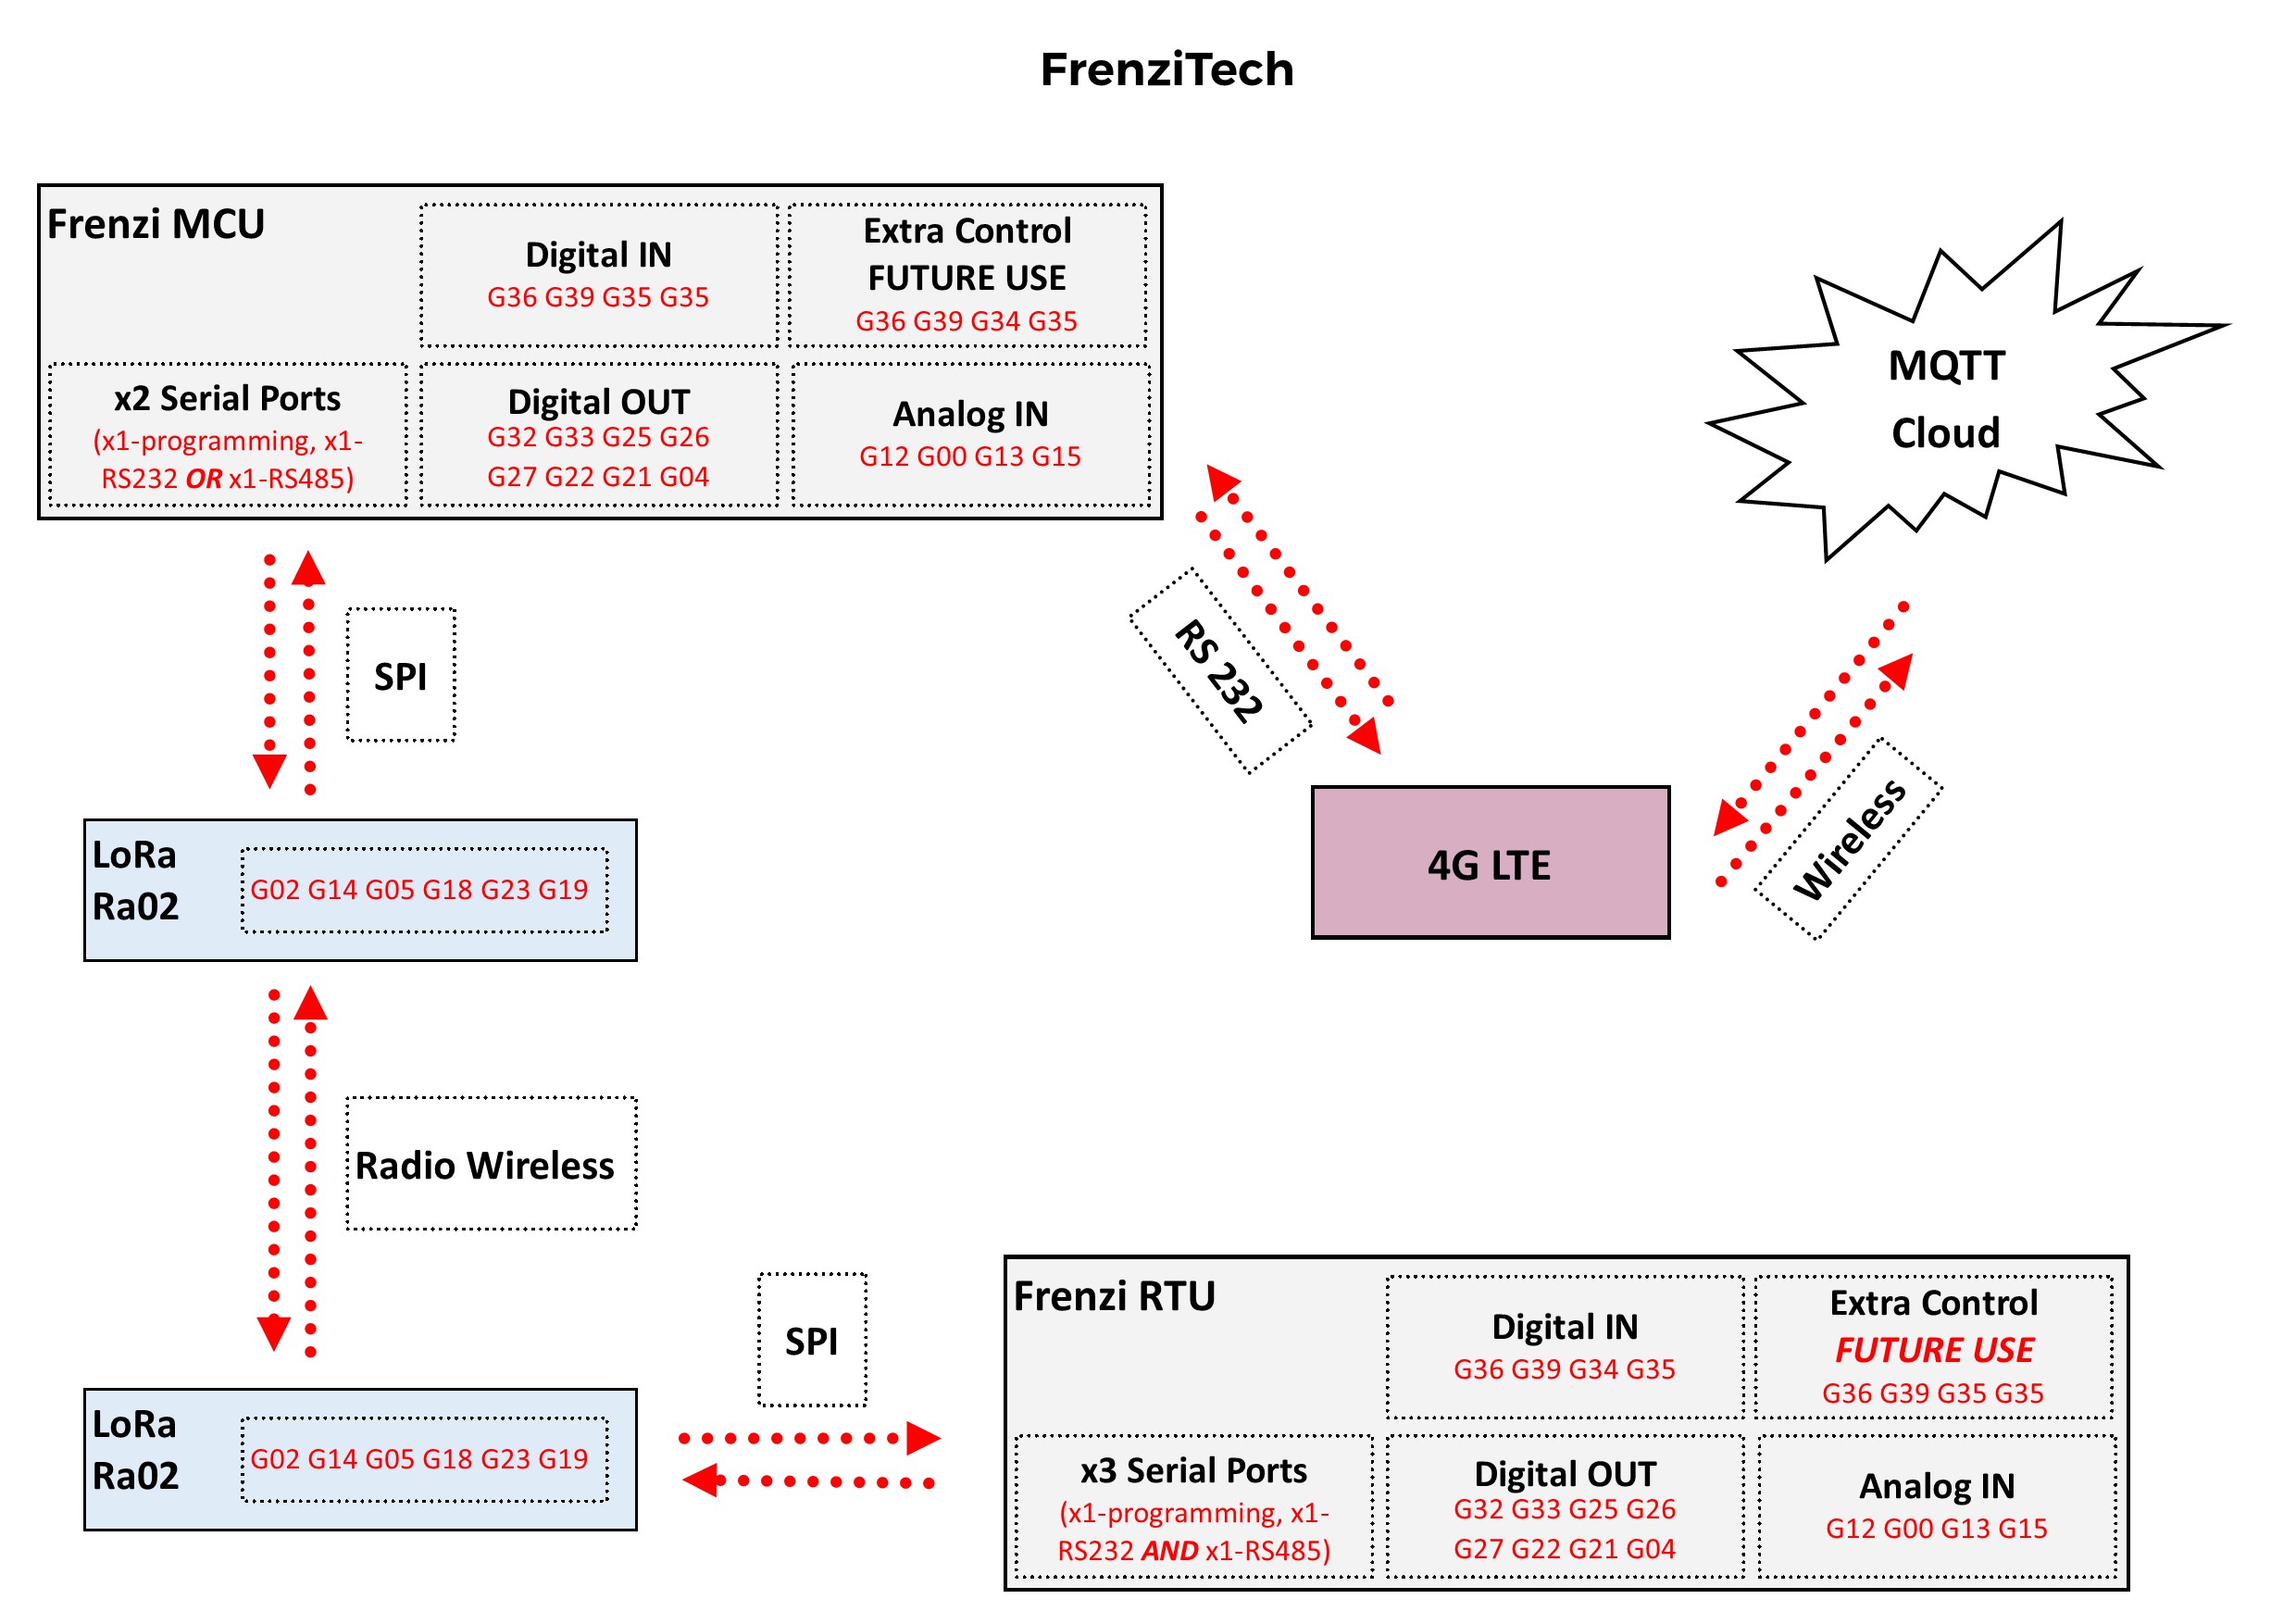 FrenziTech
Frenzi MCU
Digital IN
G36 G39 G35 G35
Extra Control
FUTURE USE
G36 G39 G34 G35
x2 Serial Ports
(x1-programming, x1-
RS232 OR x1-RS485)
Digital OUT
G32 G33 G25 G26
G27 G22 G21 G04
Analog IN
G12 G00 G13 G15
MQTT
Cloud
SPI
RS 232
Wireless
4G LTE
LoRa
Ra02
G02 G14 G05 G18 G23 G19
Radio Wireless
SPI
LoRa
Ra02
G02 G14 G05 G18 G23 G19
Frenzi RTU
Digital IN
G36 G39 G34 G35
Extra Control
FUTURE USE
G36 G39 G35 G35
x3 Serial Ports
(x1-programming, x1-
RS232 AND x1-RS485)
Digital OUT
G32 G33 G25 G26
G27 G22 G21 G04
Analog IN
G12 G00 G13 G15